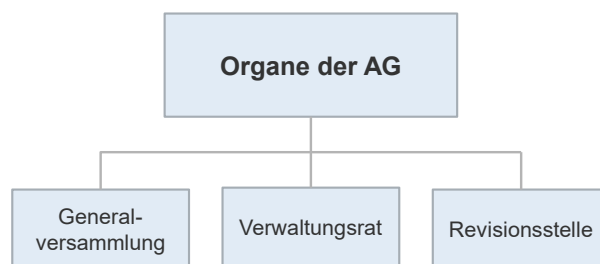 Organe der AG
General-
versammlung
Verwaltungsrat
Revisionsstelle